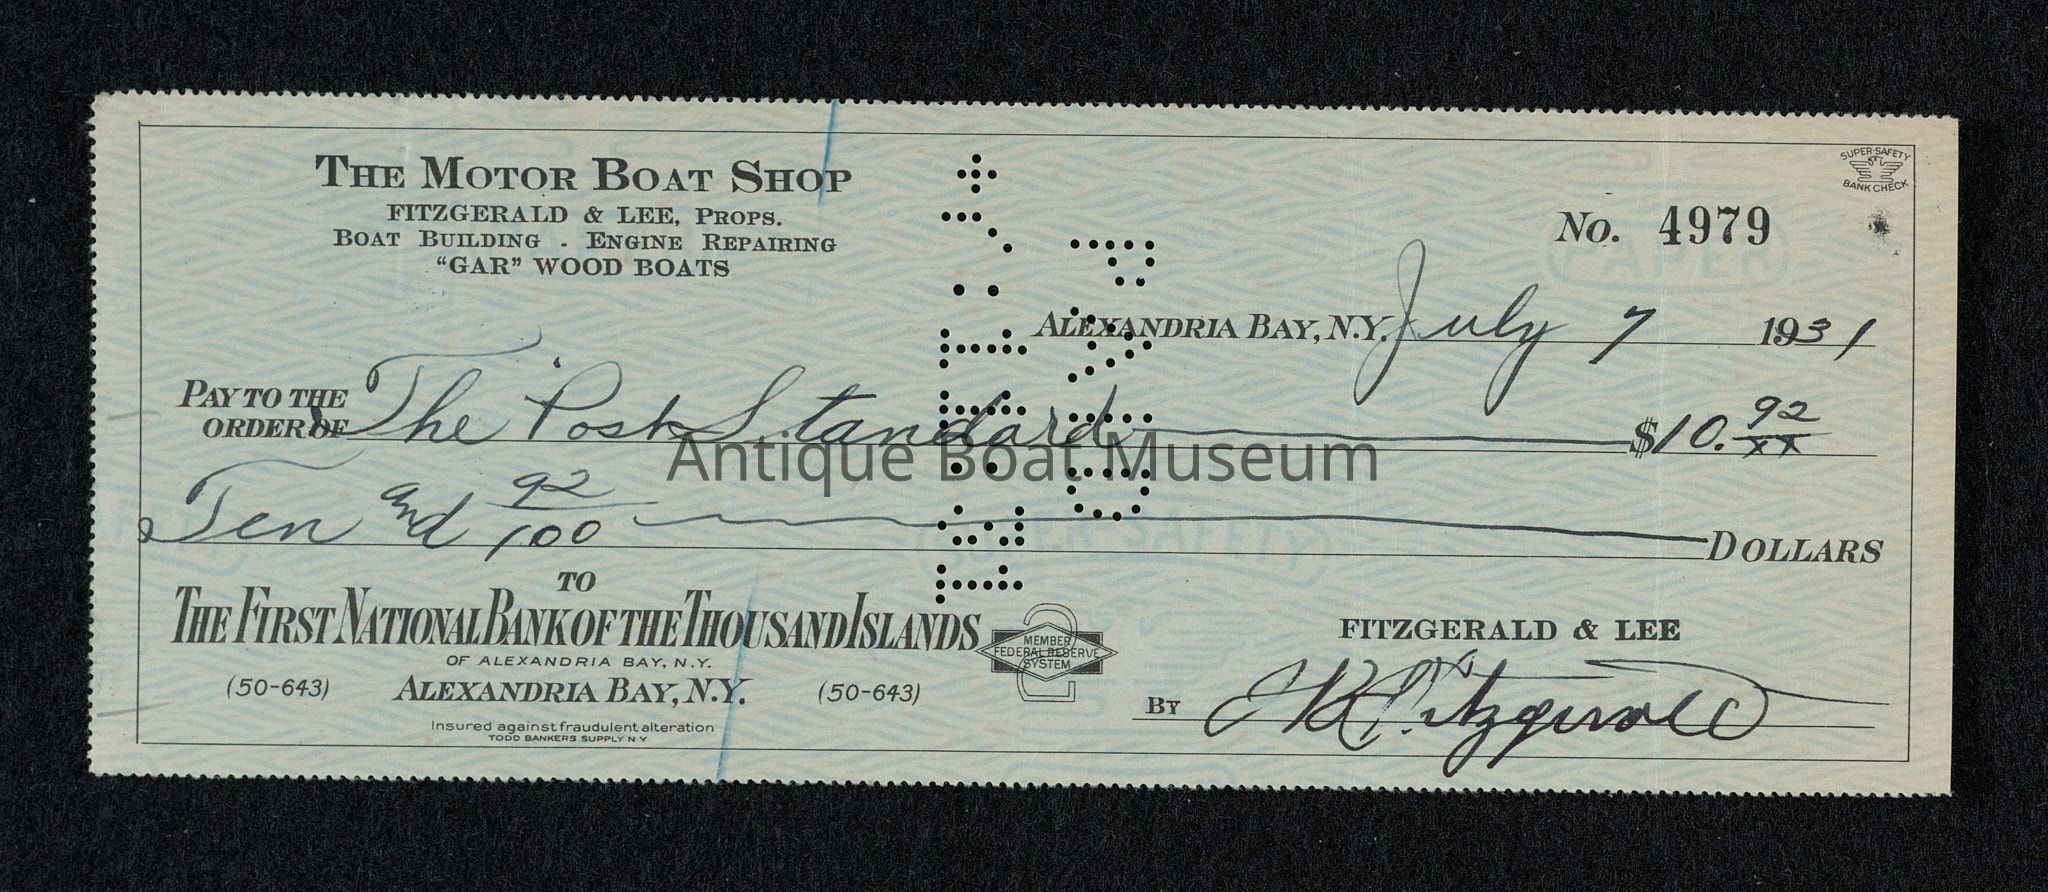 THE MOTOR BOAT SHOP
FITZGERALD & LEE, PROPS.
BOAT BUILDING - ENGINE REPAIRING
"GAR" WOOD BOATS
SUPER-SAFETY
BANK CHECK
No. 4979
PAPER
ALEXANDRIA BAY, N.Y. July 7 1931
PAY TO THE
ORDER OF The Post Standard $10. 92/xx
Antique Boat Museum
Ten and 92/100 DOLLARS
SUPER SAFETY
TO
THE FIRST NATIONAL BANK OF THE THOUSAND ISLANDS
OF ALEXANDRIA BAY, N.Y.
(50-643) ALEXANDRIA BAY, N.Y. (50-643)
MEMBER
FEDERAL RESERVE
SYSTEM
Insured against fraudulent alteration
TODD BANKERS SUPPLY N Y
FITZGERALD & LEE
BY Fitzgerald